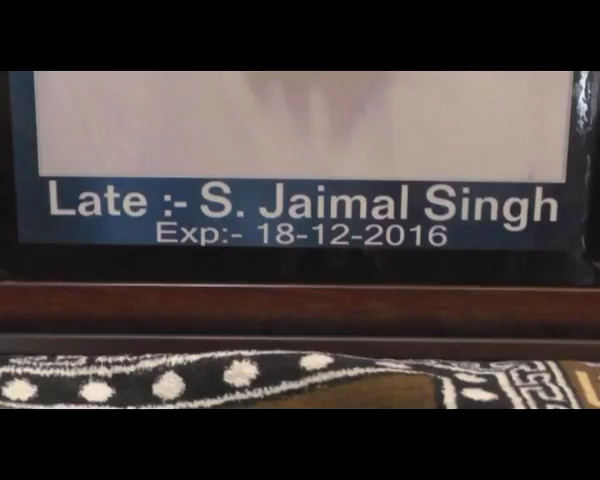 Late :- S. Jaimal Singh
Exp:- 18-12-2016